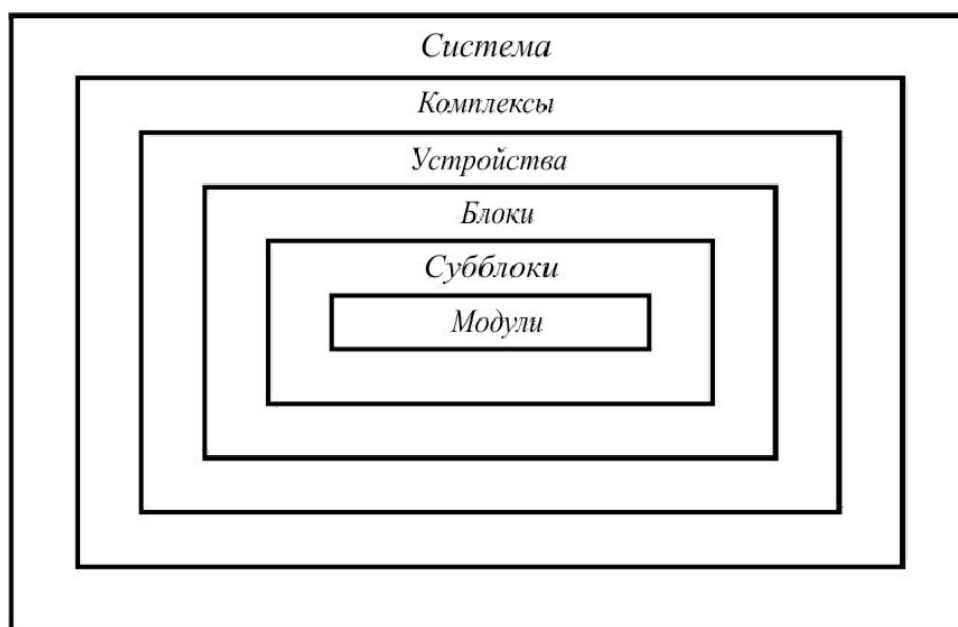 Система
Комплексы
Устройства
Блоки
Субблоки
Модули